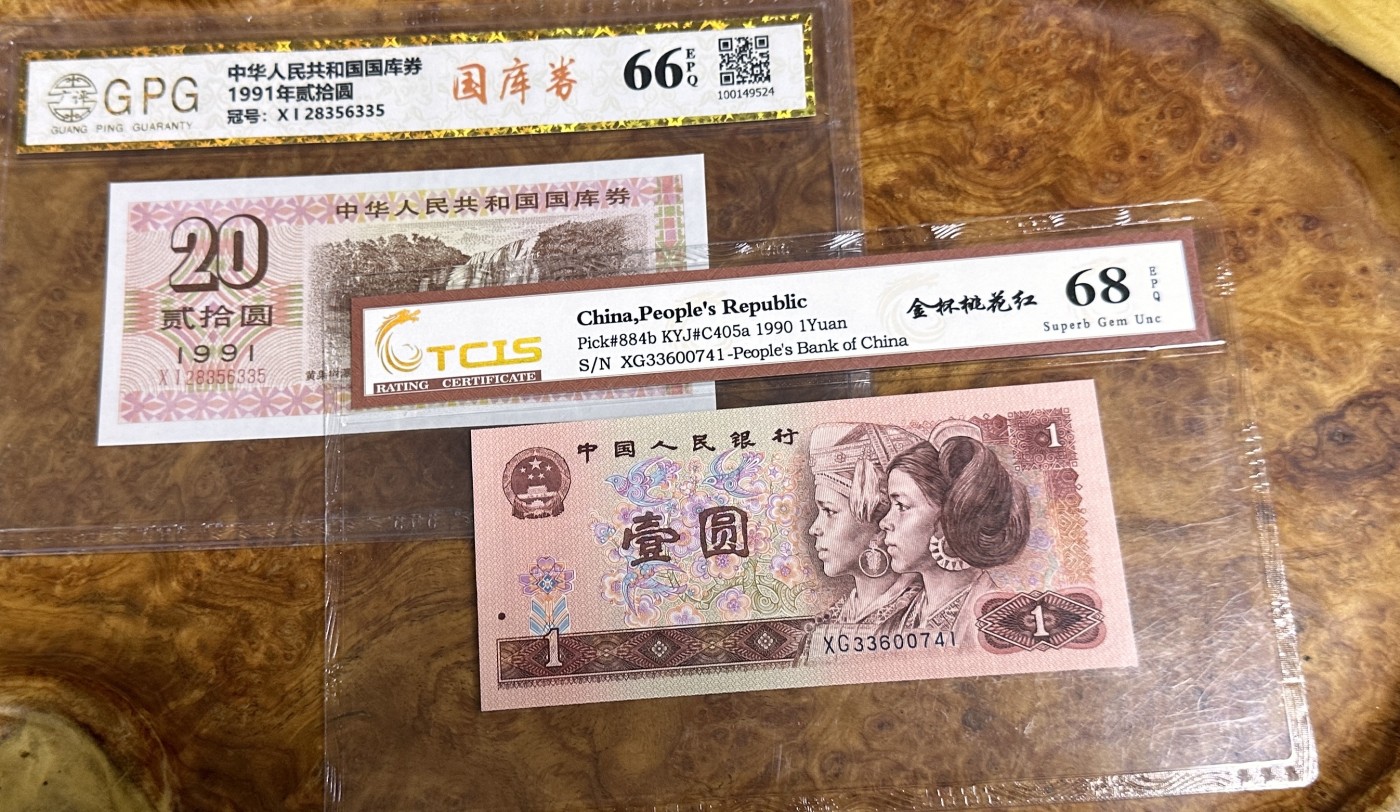 GPG
GUANG PING GUARANTY
中华人民共和国国库券
1991年贰拾圆
冠号：XI28356335
国库券
66
EPQ
100149524
中华人民共和国国库券
20
贰拾圆
1991
XI28356335
TCIS
RATING CERTIFICATE
China,People's Republic
Pick#884b KYJ#C405a 1990 1Yuan
S/N XG33600741-People's Bank of China
金杯桃花红
68
EPQ
Superb Gem Unc
中国人民银行
1
壹圆
1
XG33600741
1